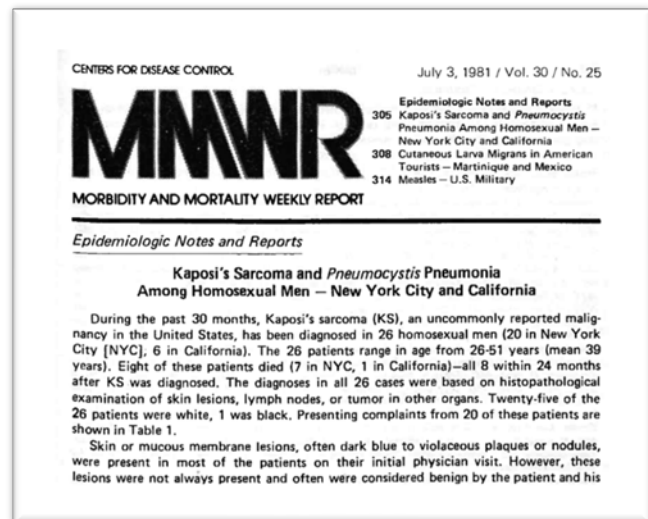 CENTERS FOR DISEASE CONTROL
July 3, 1981 / Vol. 30 / No. 25
MMWR
MORBIDITY AND MORTALITY WEEKLY REPORT
Epidemiologic Notes and Reports
305 Kaposi's Sarcoma and Pneumocystis
Pneumonia Among Homosexual Men —
New York City and California
308 Cutaneous Larva Migrans in American
Tourists — Martinique and Mexico
314 Measles — U.S. Military
Epidemiologic Notes and Reports
Kaposi's Sarcoma and Pneumocystis Pneumonia
Among Homosexual Men — New York City and California
During the past 30 months, Kaposi's sarcoma (KS), an uncommonly reported malig-
nancy in the United States, has been diagnosed in 26 homosexual men (20 in New York
City [NYC], 6 in California). The 26 patients range in age from 26-51 years (mean 39
years). Eight of these patients died (7 in NYC, 1 in California)—all 8 within 24 months
after KS was diagnosed. The diagnoses in all 26 cases were based on histopathological
examination of skin lesions, lymph nodes, or tumor in other organs. Twenty-five of the
26 patients were white, 1 was black. Presenting complaints from 20 of these patients are
shown in Table 1.
Skin or mucous membrane lesions, often dark blue to violaceous plaques or nodules,
were present in most of the patients on their initial physician visit. However, these
lesions were not always present and often were considered benign by the patient and his